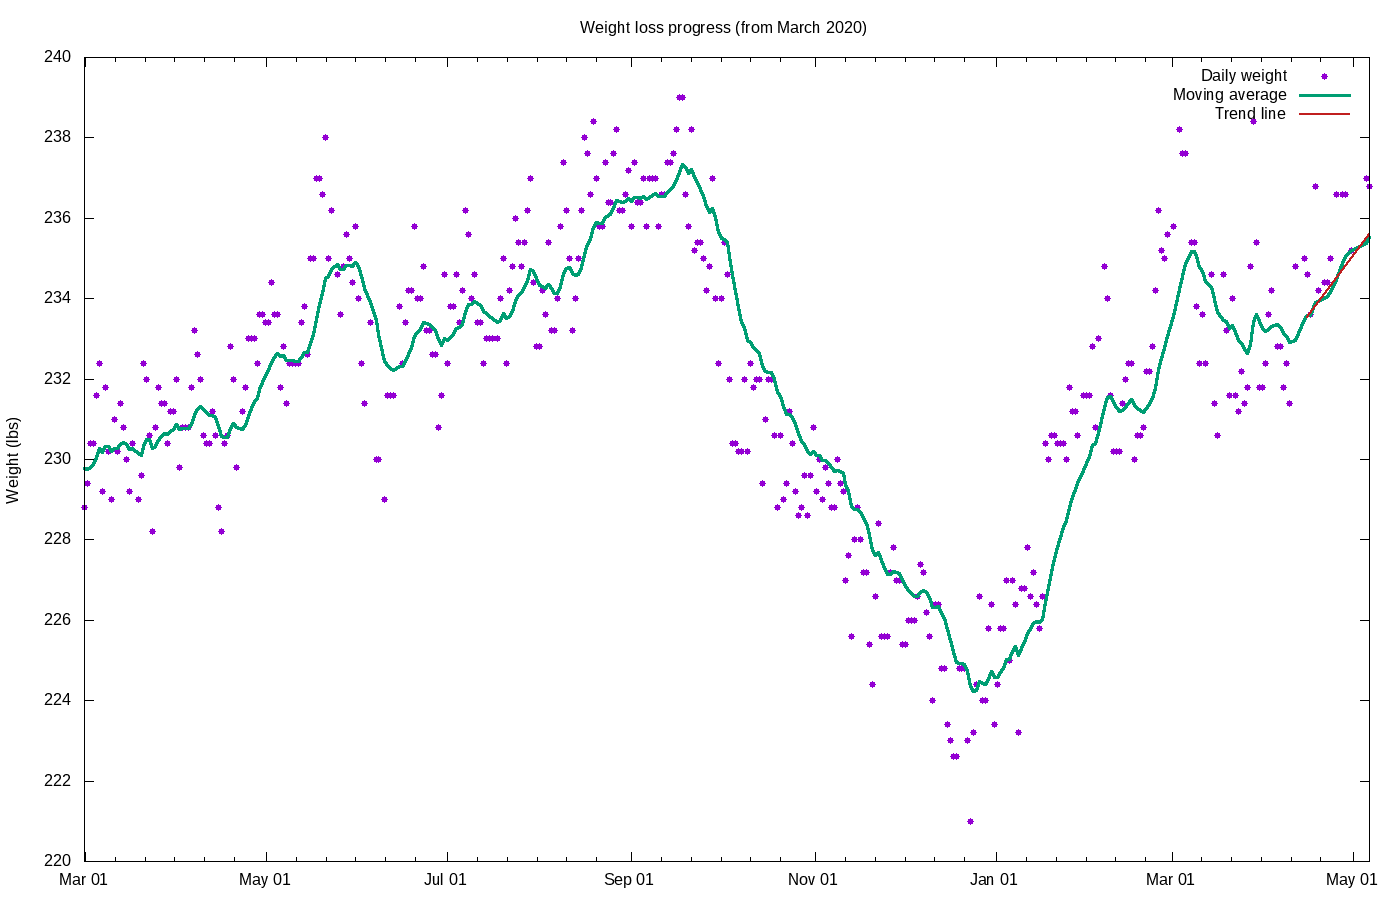 Weight loss progress (from March 2020)
240
238
236
234
232
230
228
226
224
222
220
Weight (lbs)
Daily weight
Moving average
Trend line
Mar 01
May 01
Jul 01
Sep 01
Nov 01
Jan 01
Mar 01
May 01